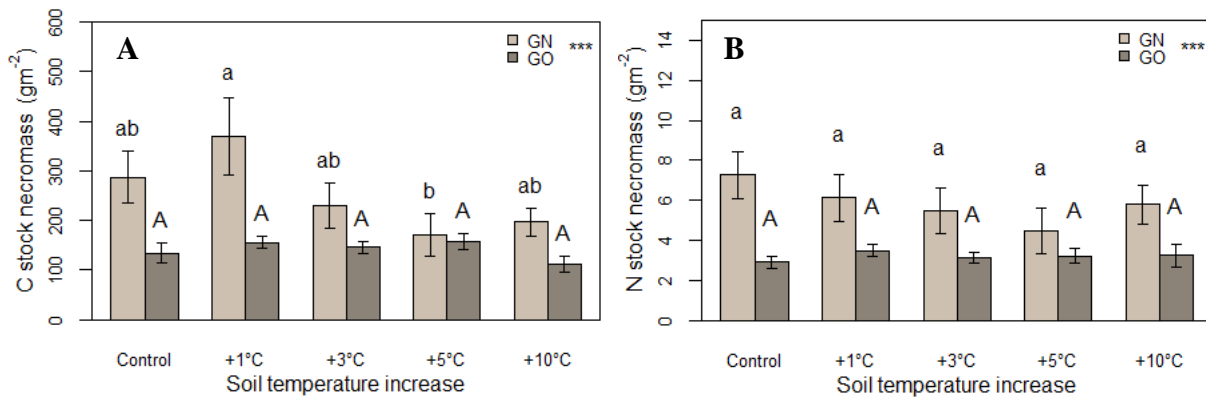 A
C stock necromass (gm⁻²)
0
100
200
300
400
500
600
GN
GO
***
ab
A
a
A
ab
A
b
A
ab
A
Control
+1°C
+3°C
+5°C
+10°C
Soil temperature increase
B
N stock necromass (gm⁻²)
0
2
4
6
8
10
12
14
GN
GO
***
a
A
a
A
a
A
a
A
a
A
Control
+1°C
+3°C
+5°C
+10°C
Soil temperature increase